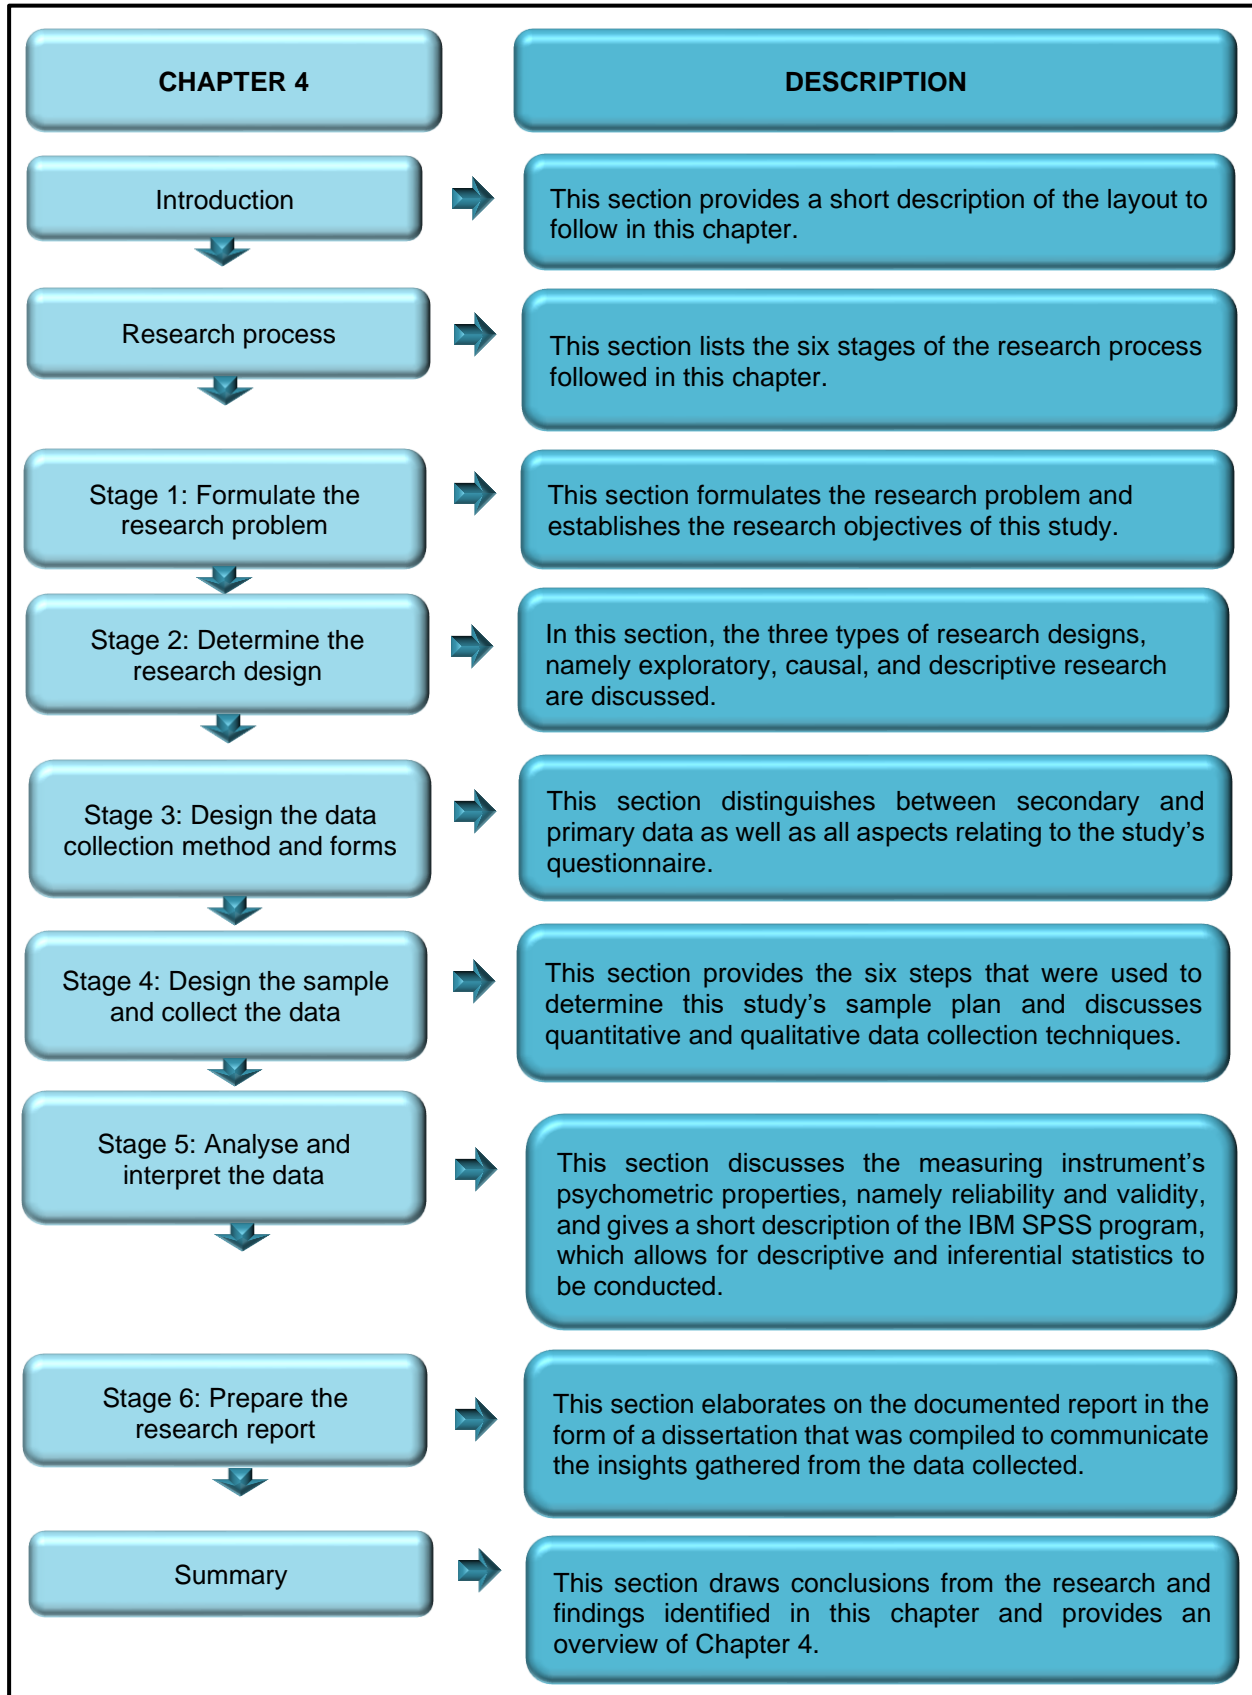 CHAPTER 4
DESCRIPTION
Introduction
This section provides a short description of the layout to
follow in this chapter.
Research process
This section lists the six stages of the research process
followed in this chapter.
Stage 1: Formulate the
research problem
This section formulates the research problem and
establishes the research objectives of this study.
Stage 2: Determine the
research design
In this section, the three types of research designs,
namely exploratory, causal, and descriptive research
are discussed.
Stage 3: Design the data
collection method and forms
This section distinguishes between secondary and
primary data as well as all aspects relating to the study’s
questionnaire.
Stage 4: Design the sample
and collect the data
This section provides the six steps that were used to
determine this study’s sample plan and discusses
quantitative and qualitative data collection techniques.
Stage 5: Analyse and
interpret the data
This section discusses the measuring instrument’s
psychometric properties, namely reliability and validity,
and gives a short description of the IBM SPSS program,
which allows for descriptive and inferential statistics to
be conducted.
Stage 6: Prepare the
research report
This section elaborates on the documented report in the
form of a dissertation that was compiled to communicate
the insights gathered from the data collected.
Summary
This section draws conclusions from the research and
findings identified in this chapter and provides an
overview of Chapter 4.